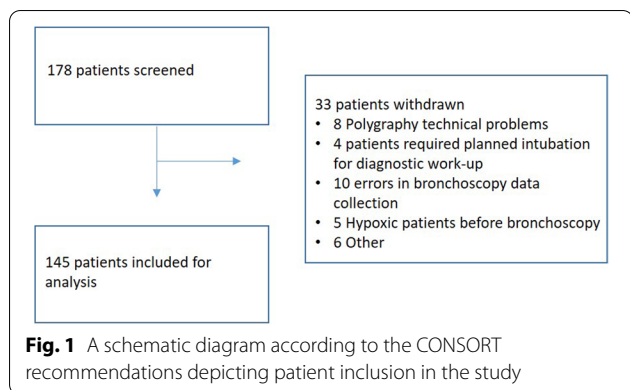 178 patients screened
33 patients withdrawn
• 8 Polygraphy technical problems
• 4 patients required planned intubation
for diagnostic work-up
• 10 errors in bronchoscopy data
collection
• 5 Hypoxic patients before bronchoscopy
• 6 Other
145 patients included for
analysis
Fig. 1 A schematic diagram according to the CONSORT
recommendations depicting patient inclusion in the study